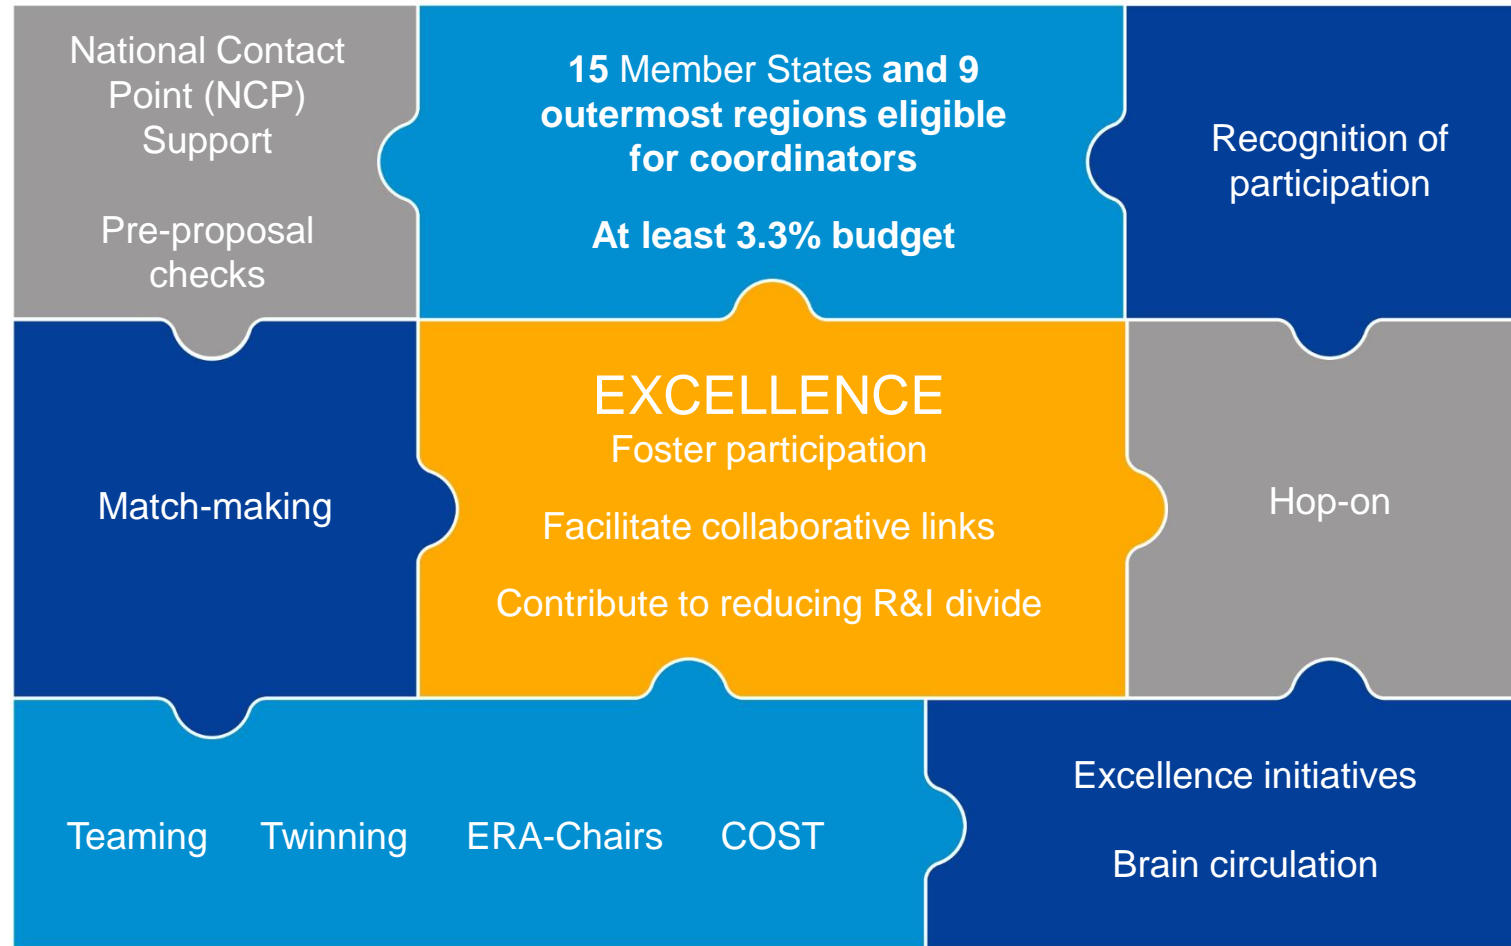 National Contact
Point (NCP)
Support
Pre-proposal
checks
15 Member States and 9
outermost regions eligible
for coordinators
At least 3.3% budget
Recognition of
participation
Match-making
EXCELLENCE
Foster participation
Facilitate collaborative links
Contribute to reducing R&I divide
Hop-on
Teaming Twinning ERA-Chairs COST
Excellence initiatives
Brain circulation